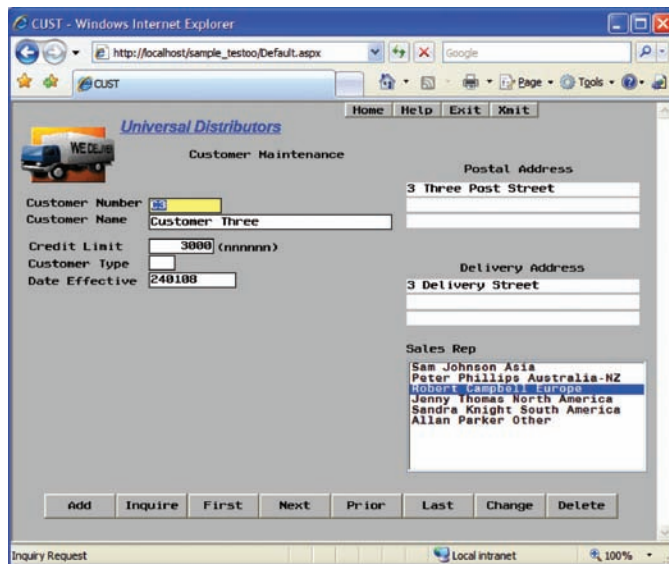 CUST - Windows Internet Explorer
http://localhost/sample_testoo/Default.aspx
Google
CUST
Page
Tools
Home Help Exit Xmit
Universal Distributors
Customer Maintenance
Postal Address
3 Three Post Street
Customer Number
Customer Name Customer Three
Credit Limit 3000 (nnnnnn)
Customer Type
Date Effective 240108
Delivery Address
3 Delivery Street
Sales Rep
Sam Johnson Asia
Peter Phillips Australia-NZ
Robert Campbell Europe
Jenny Thomas North America
Sandra Knight South America
Allan Parker Other
Add Inquire First Next Prior Last Change Delete
Inquiry Request
Local intranet
100%